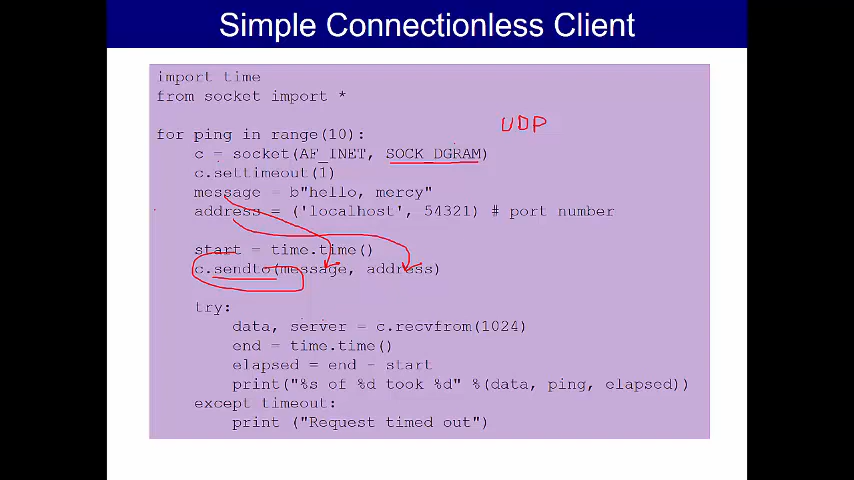 Simple Connectionless Client
import time
from socket import *
UDP
for ping in range(10):
c = socket(AF_INET, SOCK_DGRAM)
c.settimeout(1)
message = b"hello, mercy"
address = ('localhost', 54321) # port number
start = time.time()
c.sendto(message, address)
try:
data, server = c.recvfrom(1024)
end = time.time()
elapsed = end - start
print("%s of %d took %d" %(data, ping, elapsed))
except timeout:
print ("Request timed out")